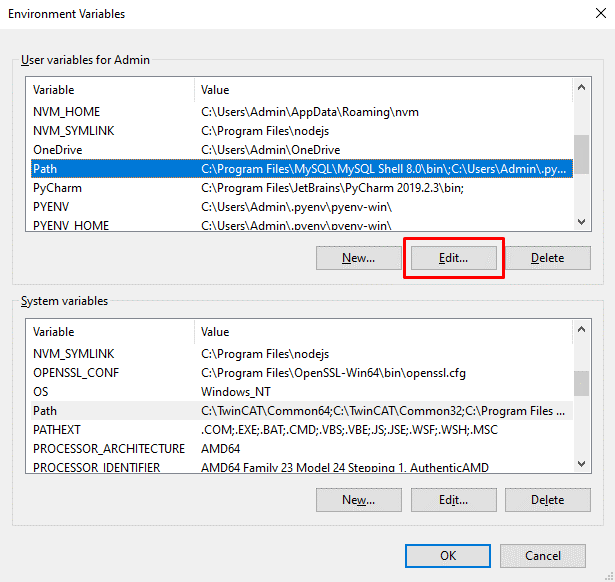 Environment Variables
User variables for Admin
Variable Value
NVM_HOME C:\Users\Admin\AppData\Roaming\nvm
NVM_SYMLINK C:\Program Files\nodejs
OneDrive C:\Users\Admin\OneDrive
Path C:\Program Files\MySQL\MySQL Shell 8.0\bin\;C:\Users\Admin\.py...
PyCharm C:\Program Files\JetBrains\PyCharm 2019.2.3\bin;
PYENV C:\Users\Admin\.pyenv\pyenv-win\
PYENV_HOME C:\Users\Admin\.pyenv\pyenv-win\
New... Edit... Delete
System variables
Variable Value
NVM_SYMLINK C:\Program Files\nodejs
OPENSSL_CONF C:\Program Files\OpenSSL-Win64\bin\openssl.cfg
OS Windows_NT
Path C:\TwinCAT\Common64;C:\TwinCAT\Common32;C:\Program Files ...
PATHEXT .COM;.EXE;.BAT;.CMD;.VBS;.VBE;.JS;.JSE;.WSF;.WSH;.MSC
PROCESSOR_ARCHITECTURE AMD64
PROCESSOR_IDENTIFIER AMD64 Family 23 Model 24 Stepping 1, AuthenticAMD
New... Edit... Delete
OK Cancel